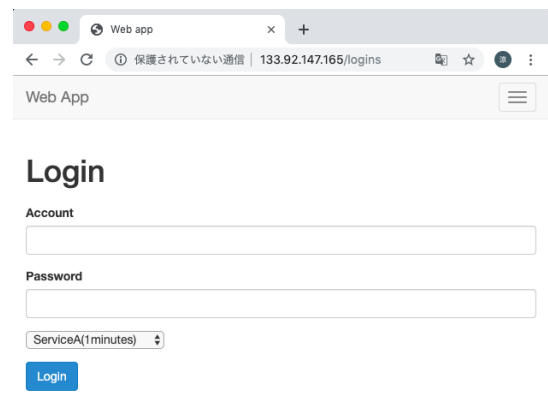 Web app
保護されていない通信 | 133.92.147.165/logins
Web App
Login
Account
Password
ServiceA(1minutes)
Login